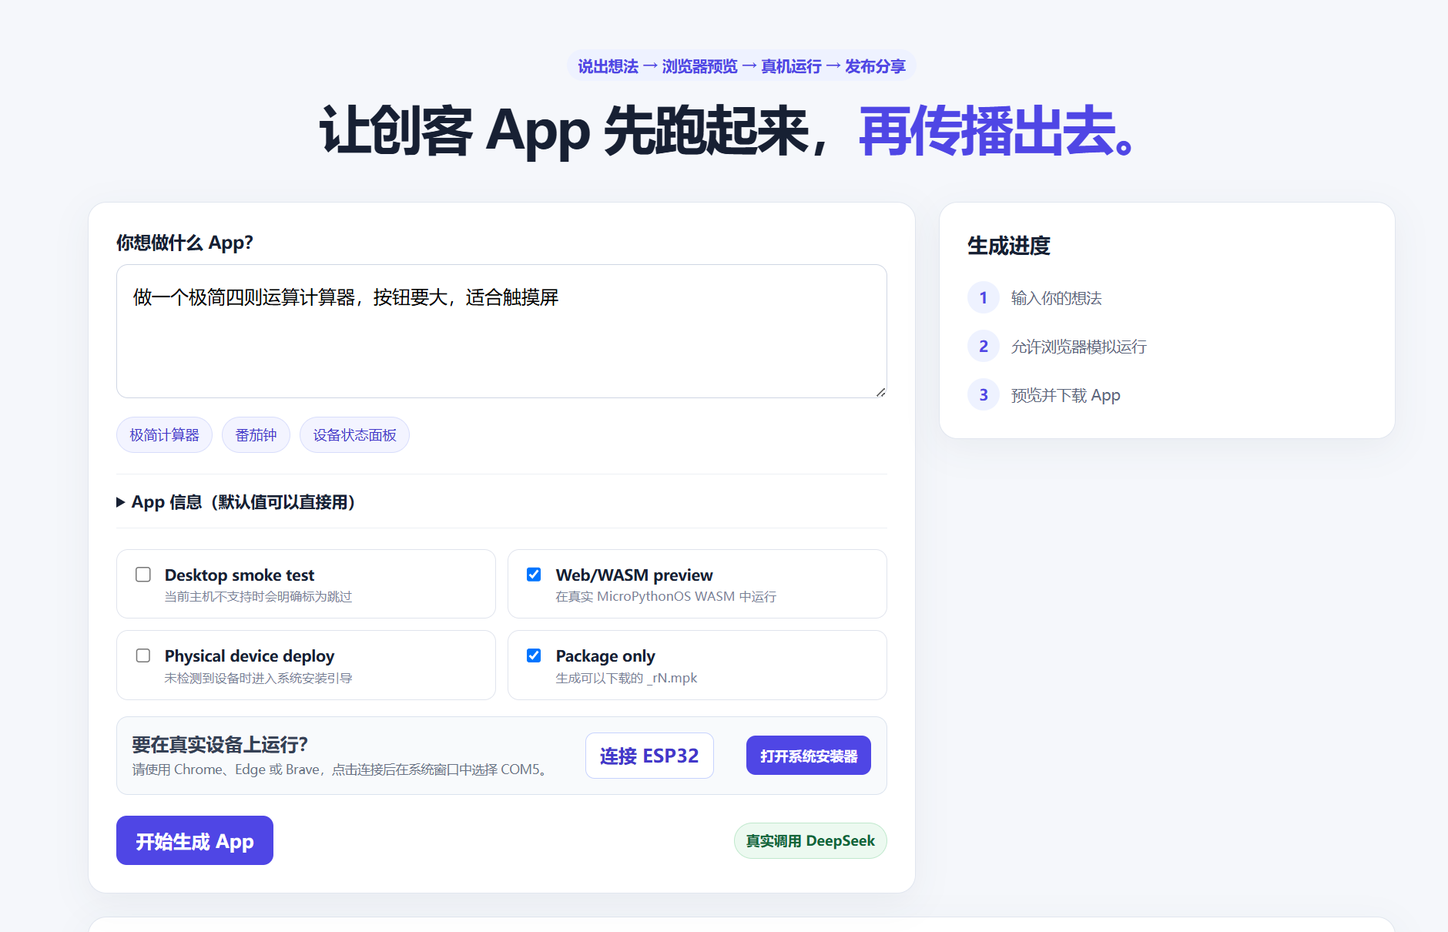 说出想法 → 浏览器预览 → 真机运行 → 发布分享
让创客 App 先跑起来，再传播出去。
你想做什么 App？
做一个极简四则运算计算器，按钮要大，适合触摸屏
极简计算器
番茄钟
设备状态面板
▶ App 信息（默认值可以直接用）
Desktop smoke test
当前主机不支持时会明确标为跳过
Web/WASM preview
在真实 MicroPythonOS WASM 中运行
Physical device deploy
未检测到设备时进入系统安装引导
Package only
生成可以下载的 _rN.mpk
要在真实设备上运行？
请使用 Chrome、Edge 或 Brave，点击连接后在系统窗口中选择 COM5。
连接 ESP32
打开系统安装器
开始生成 App
真实调用 DeepSeek
生成进度
1 输入你的想法
2 允许浏览器模拟运行
3 预览并下载 App